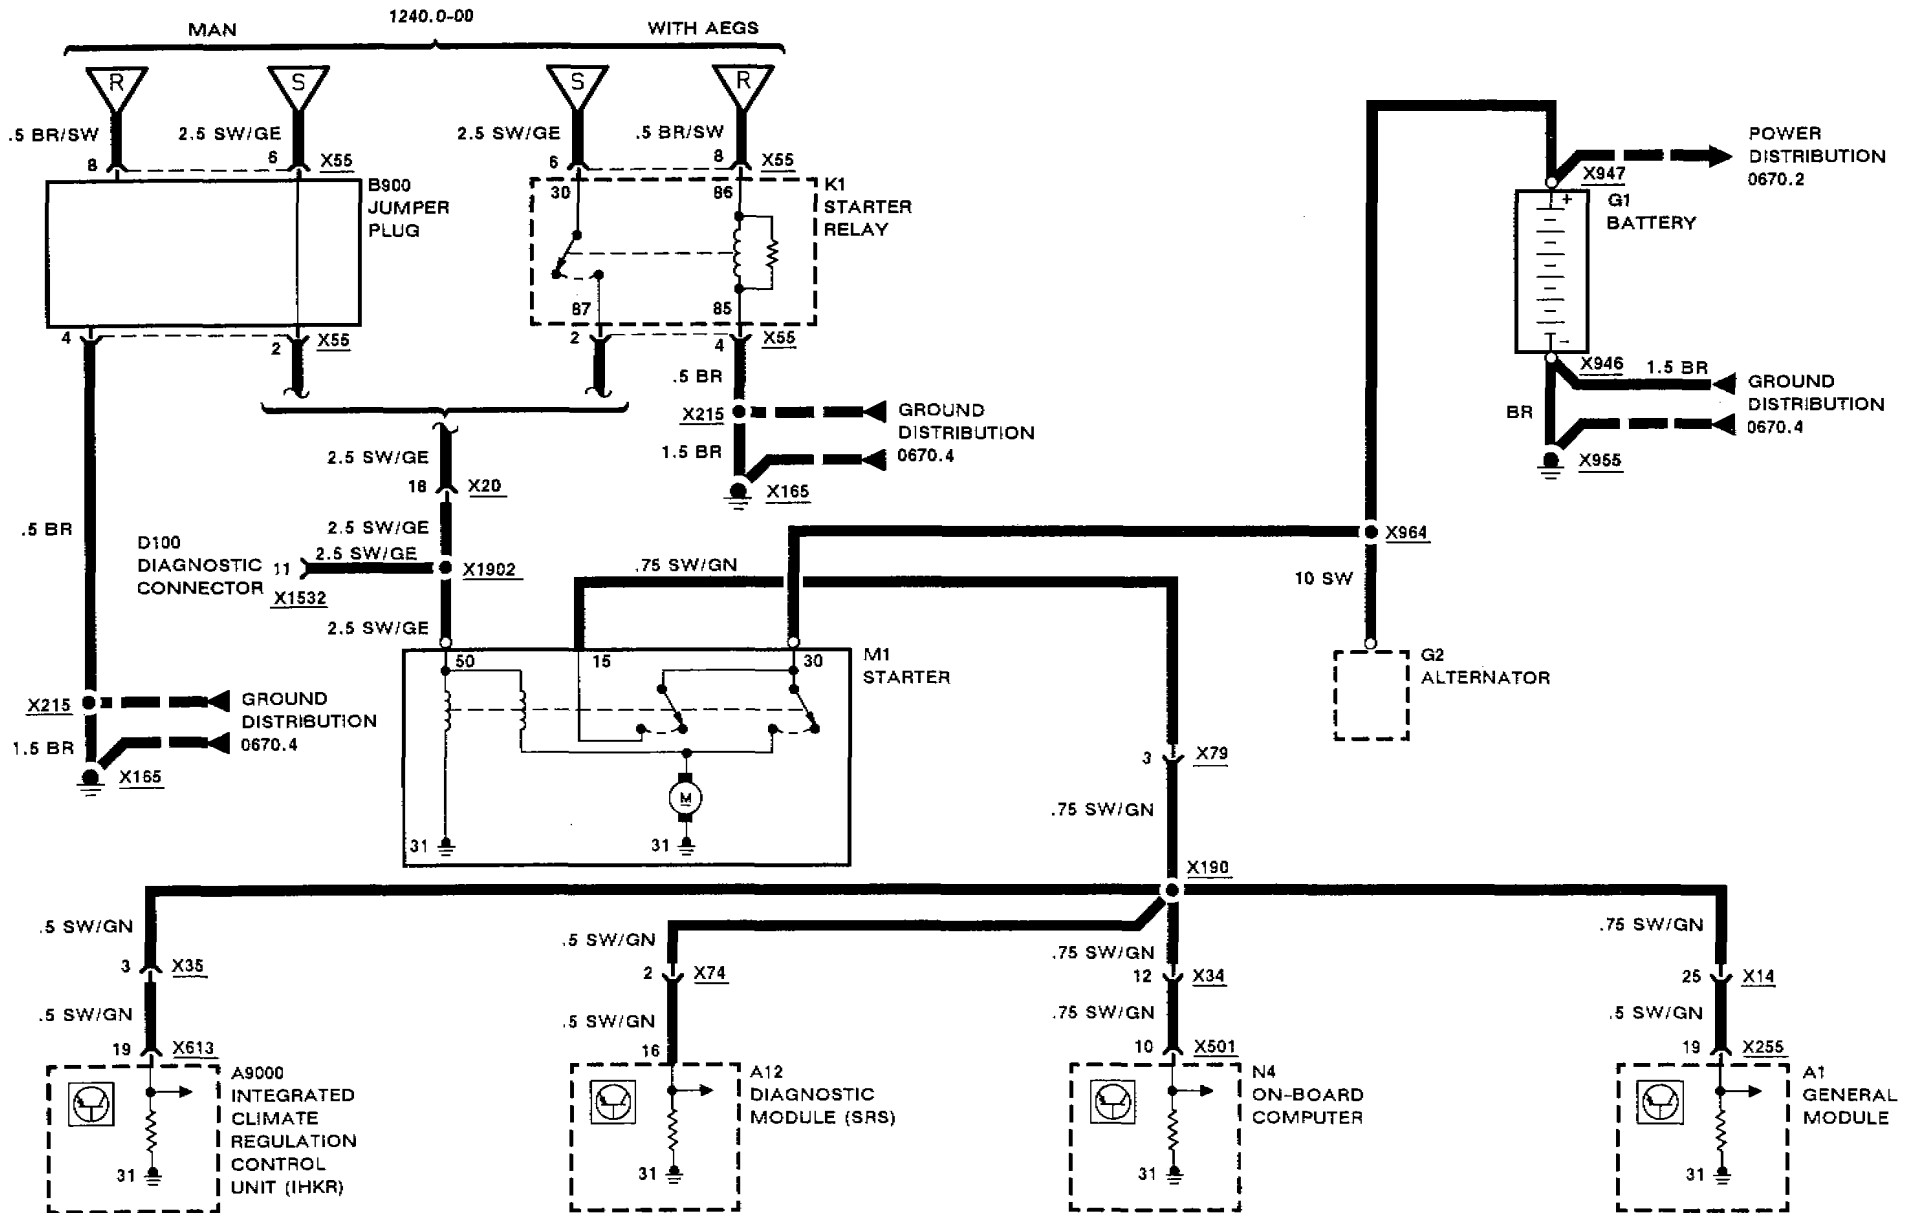 1240.0-00
MAN
WITH AEGS
R
S
S
R
.5 BR/SW
2.5 SW/GE
2.5 SW/GE
.5 BR/SW
8
6
X55
6
8
X55
B900
JUMPER
PLUG
30
86
K1
STARTER
RELAY
87
85
4
2
X55
2
4
X55
.5 BR
X215
GROUND
DISTRIBUTION
0670.4
1.5 BR
X165
POWER
DISTRIBUTION
0670.2
X947
+
G1
BATTERY
-
X946
1.5 BR
GROUND
DISTRIBUTION
0670.4
BR
X955
2.5 SW/GE
18
X20
2.5 SW/GE
2.5 SW/GE
D100
DIAGNOSTIC
CONNECTOR
11
X1532
X1902
2.5 SW/GE
.75 SW/GN
X964
10 SW
G2
ALTERNATOR
.5 BR
X215
GROUND
DISTRIBUTION
0670.4
1.5 BR
X165
50
15
30
M1
STARTER
M
31
31
3
X79
.75 SW/GN
X190
.5 SW/GN
3
X35
.5 SW/GN
19
X613
A9000
INTEGRATED
CLIMATE
REGULATION
CONTROL
UNIT (IHKR)
31
.5 SW/GN
2
X74
.5 SW/GN
16
A12
DIAGNOSTIC
MODULE (SRS)
31
.75 SW/GN
12
X34
.75 SW/GN
10
X501
N4
ON-BOARD
COMPUTER
31
.75 SW/GN
25
X14
.5 SW/GN
19
X255
A1
GENERAL
MODULE
31